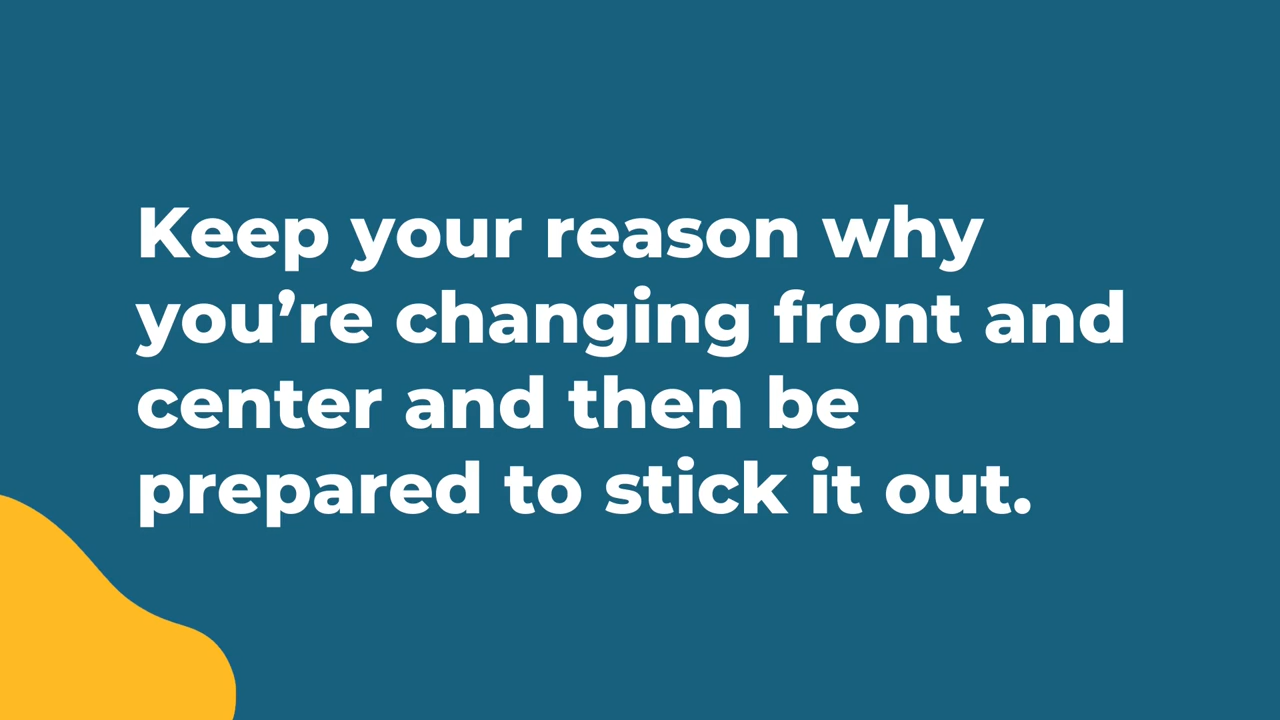 Keep your reason why
you’re changing front and
center and then be
prepared to stick it out.